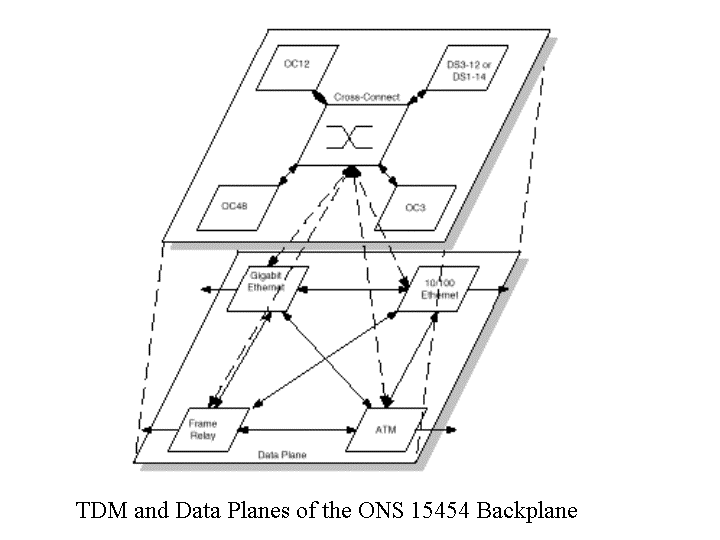 OC12
DS3-12 or
DS1-14
Cross-Connect
OC48
OC3
Gigabit
Ethernet
10/100
Ethernet
Frame
Relay
ATM
Data Plane
TDM and Data Planes of the ONS 15454 Backplane